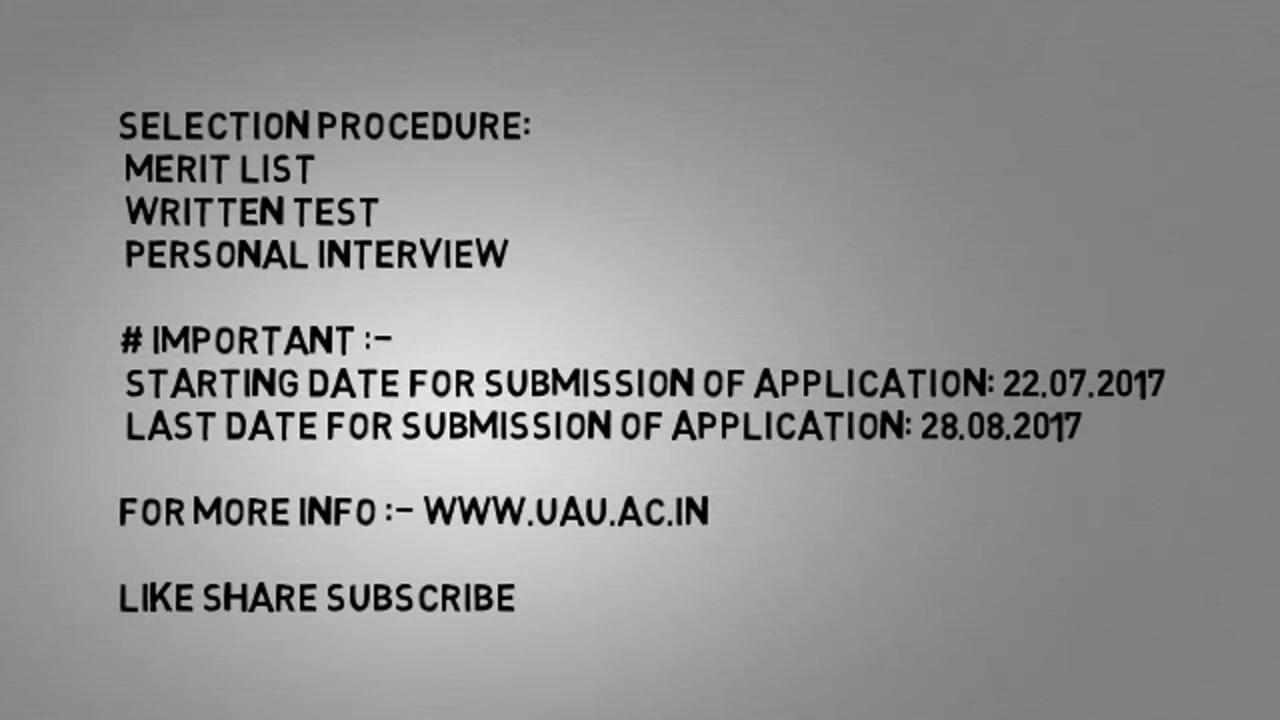 SELECTION PROCEDURE:
MERIT LIST
WRITTEN TEST
PERSONAL INTERVIEW
# IMPORTANT :-
STARTING DATE FOR SUBMISSION OF APPLICATION: 22.07.2017
LAST DATE FOR SUBMISSION OF APPLICATION: 28.08.2017
FOR MORE INFO :- WWW.UAU.AC.IN
LIKE SHARE SUBSCRIBE